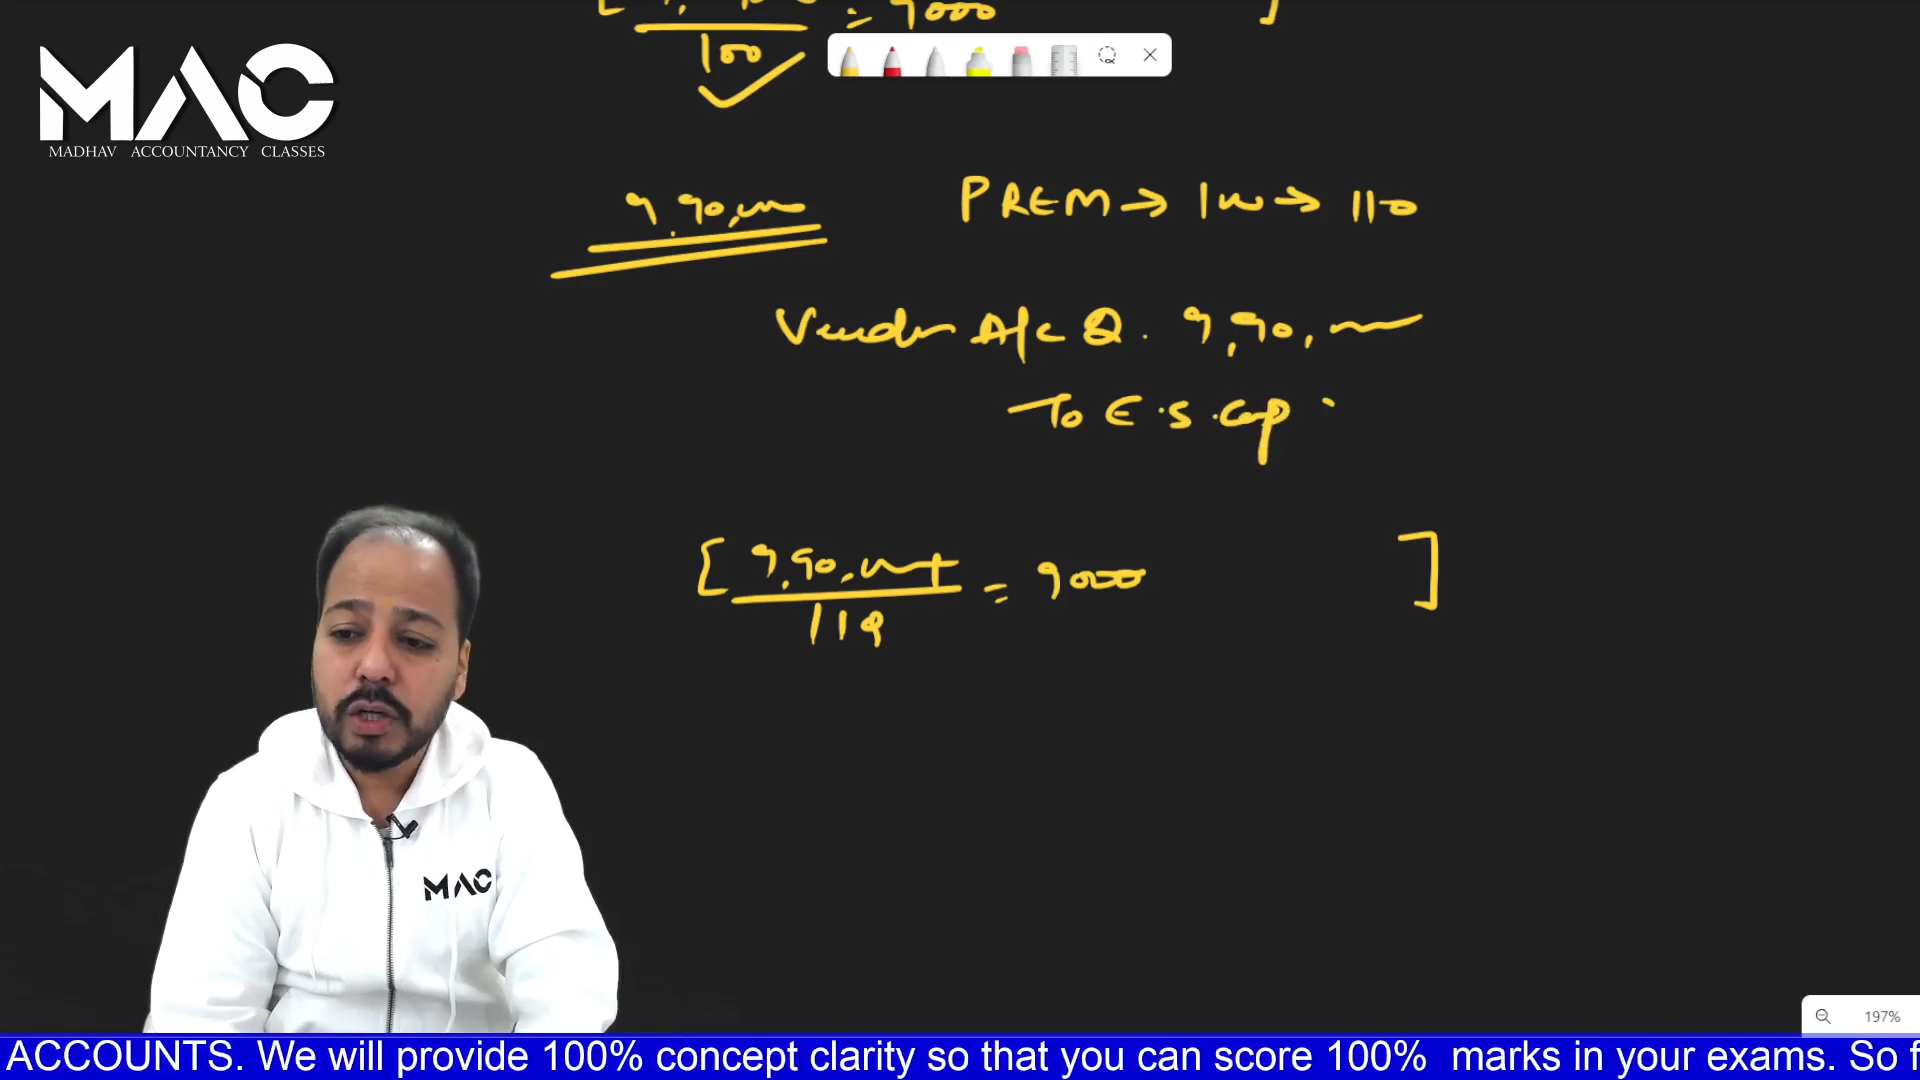 = 9000 ]
100
MAC
MADHAV ACCOUNTANCY CLASSES
9,90,000 PREM → 100 → 110
Vendor A/c Dr. 9,90,000
To E.S.Cap
[ 9,90,000 = 9000 ]
110
MAC
197%
ACCOUNTS. We will provide 100% concept clarity so that you can score 100% marks in your exams. So f